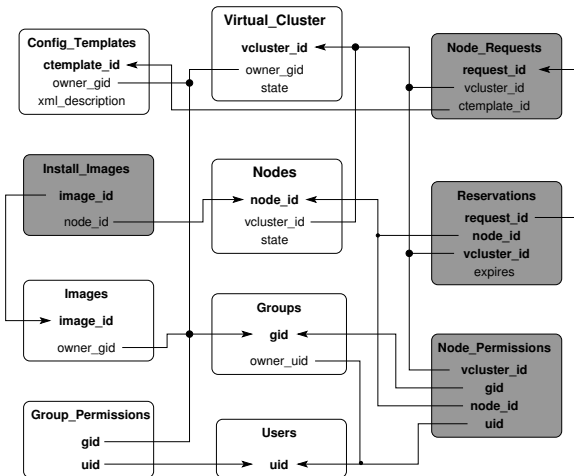 Config_Templates
ctemplate_id
owner_gid
xml_description
Virtual_Cluster
vcluster_id
owner_gid
state
Node_Requests
request_id
vcluster_id
ctemplate_id
Install_Images
image_id
node_id
Nodes
node_id
vcluster_id
state
Reservations
request_id
node_id
vcluster_id
expires
Images
image_id
owner_gid
Groups
gid
owner_uid
Node_Permissions
vcluster_id
gid
node_id
uid
Group_Permissions
gid
uid
Users
uid